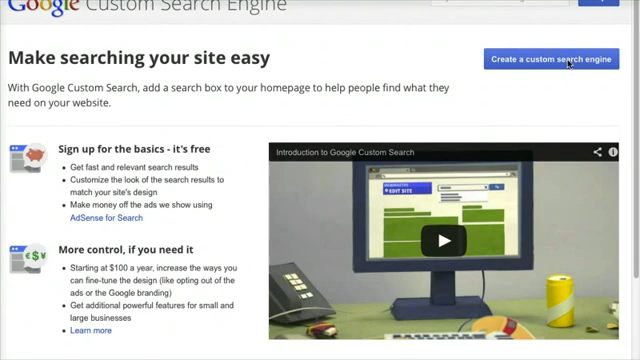 Google Custom Search Engine
Make searching your site easy
Create a custom search engine
With Google Custom Search, add a search box to your homepage to help people find what they
need on your website.
Sign up for the basics - it's free
Get fast and relevant search results
Customize the look of the search results to
match your site's design
Make money off the ads we show using
AdSense for Search
More control, if you need it
Starting at $100 a year, increase the ways you
can fine-tune the design (like opting out of the
ads or the Google branding)
Get additional powerful features for small and
large businesses
Learn more
Introduction to Google Custom Search
EDIT SITE